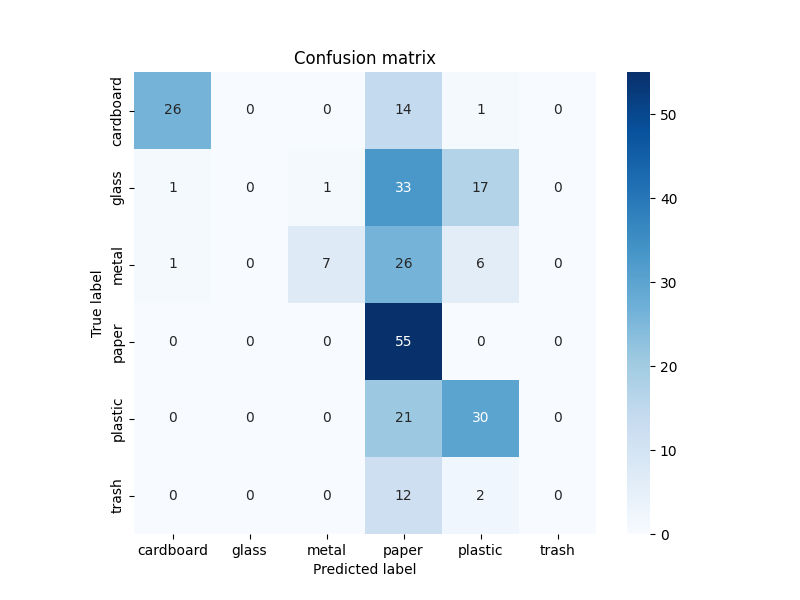 Confusion matrix
True label
cardboard 26 0 0 14 1 0
glass 1 0 1 33 17 0
metal 1 0 7 26 6 0
paper 0 0 0 55 0 0
plastic 0 0 0 21 30 0
trash 0 0 0 12 2 0
cardboard glass metal paper plastic trash
Predicted label
50
40
30
20
10
0